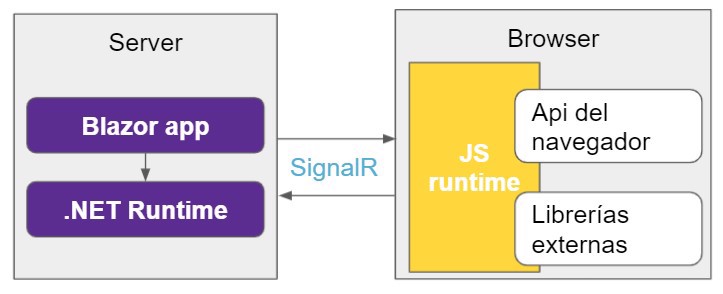 Server
Blazor app
.NET Runtime
SignalR
Browser
JS
runtime
Api del
navegador
Librerías
externas